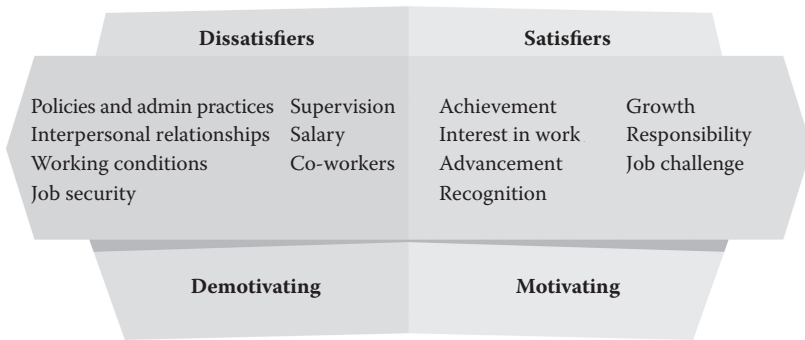 Dissatisfiers
Satisfiers
Policies and admin practices
Interpersonal relationships
Working conditions
Job security
Supervision
Salary
Co-workers
Achievement
Interest in work
Advancement
Recognition
Growth
Responsibility
Job challenge
Demotivating
Motivating